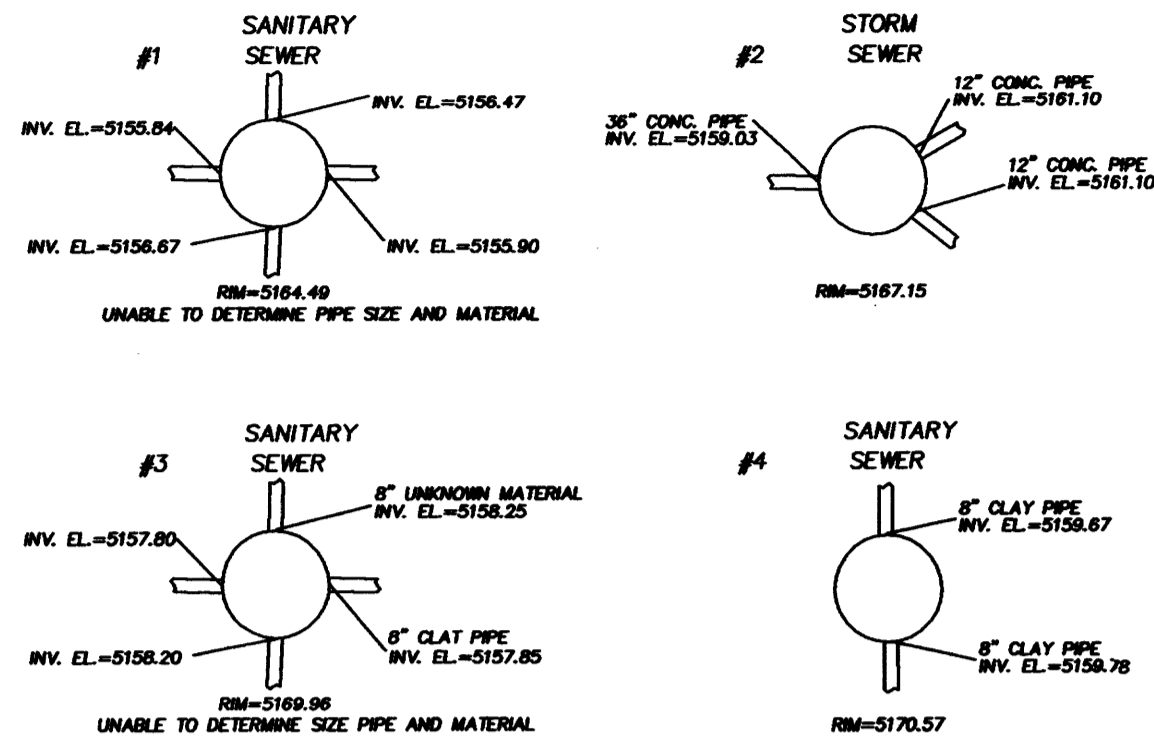 #1
SANITARY
SEWER
INV. EL.=5156.47
INV. EL.=5155.84
INV. EL.=5156.67
INV. EL.=5155.90
RIM=5164.49
UNABLE TO DETERMINE PIPE SIZE AND MATERIAL
#2
STORM
SEWER
12" CONC. PIPE
INV. EL.=5161.10
36" CONC. PIPE
INV. EL.=5159.03
12" CONC. PIPE
INV. EL.=5161.10
RIM=5167.15
#3
SANITARY
SEWER
8" UNKNOWN MATERIAL
INV. EL.=5158.25
INV. EL.=5157.80
8" CLAT PIPE
INV. EL.=5157.85
INV. EL.=5158.20
RIM=5169.96
UNABLE TO DETERMINE SIZE PIPE AND MATERIAL
#4
SANITARY
SEWER
8" CLAY PIPE
INV. EL.=5159.67
8" CLAY PIPE
INV. EL.=5159.78
RIM=5170.57